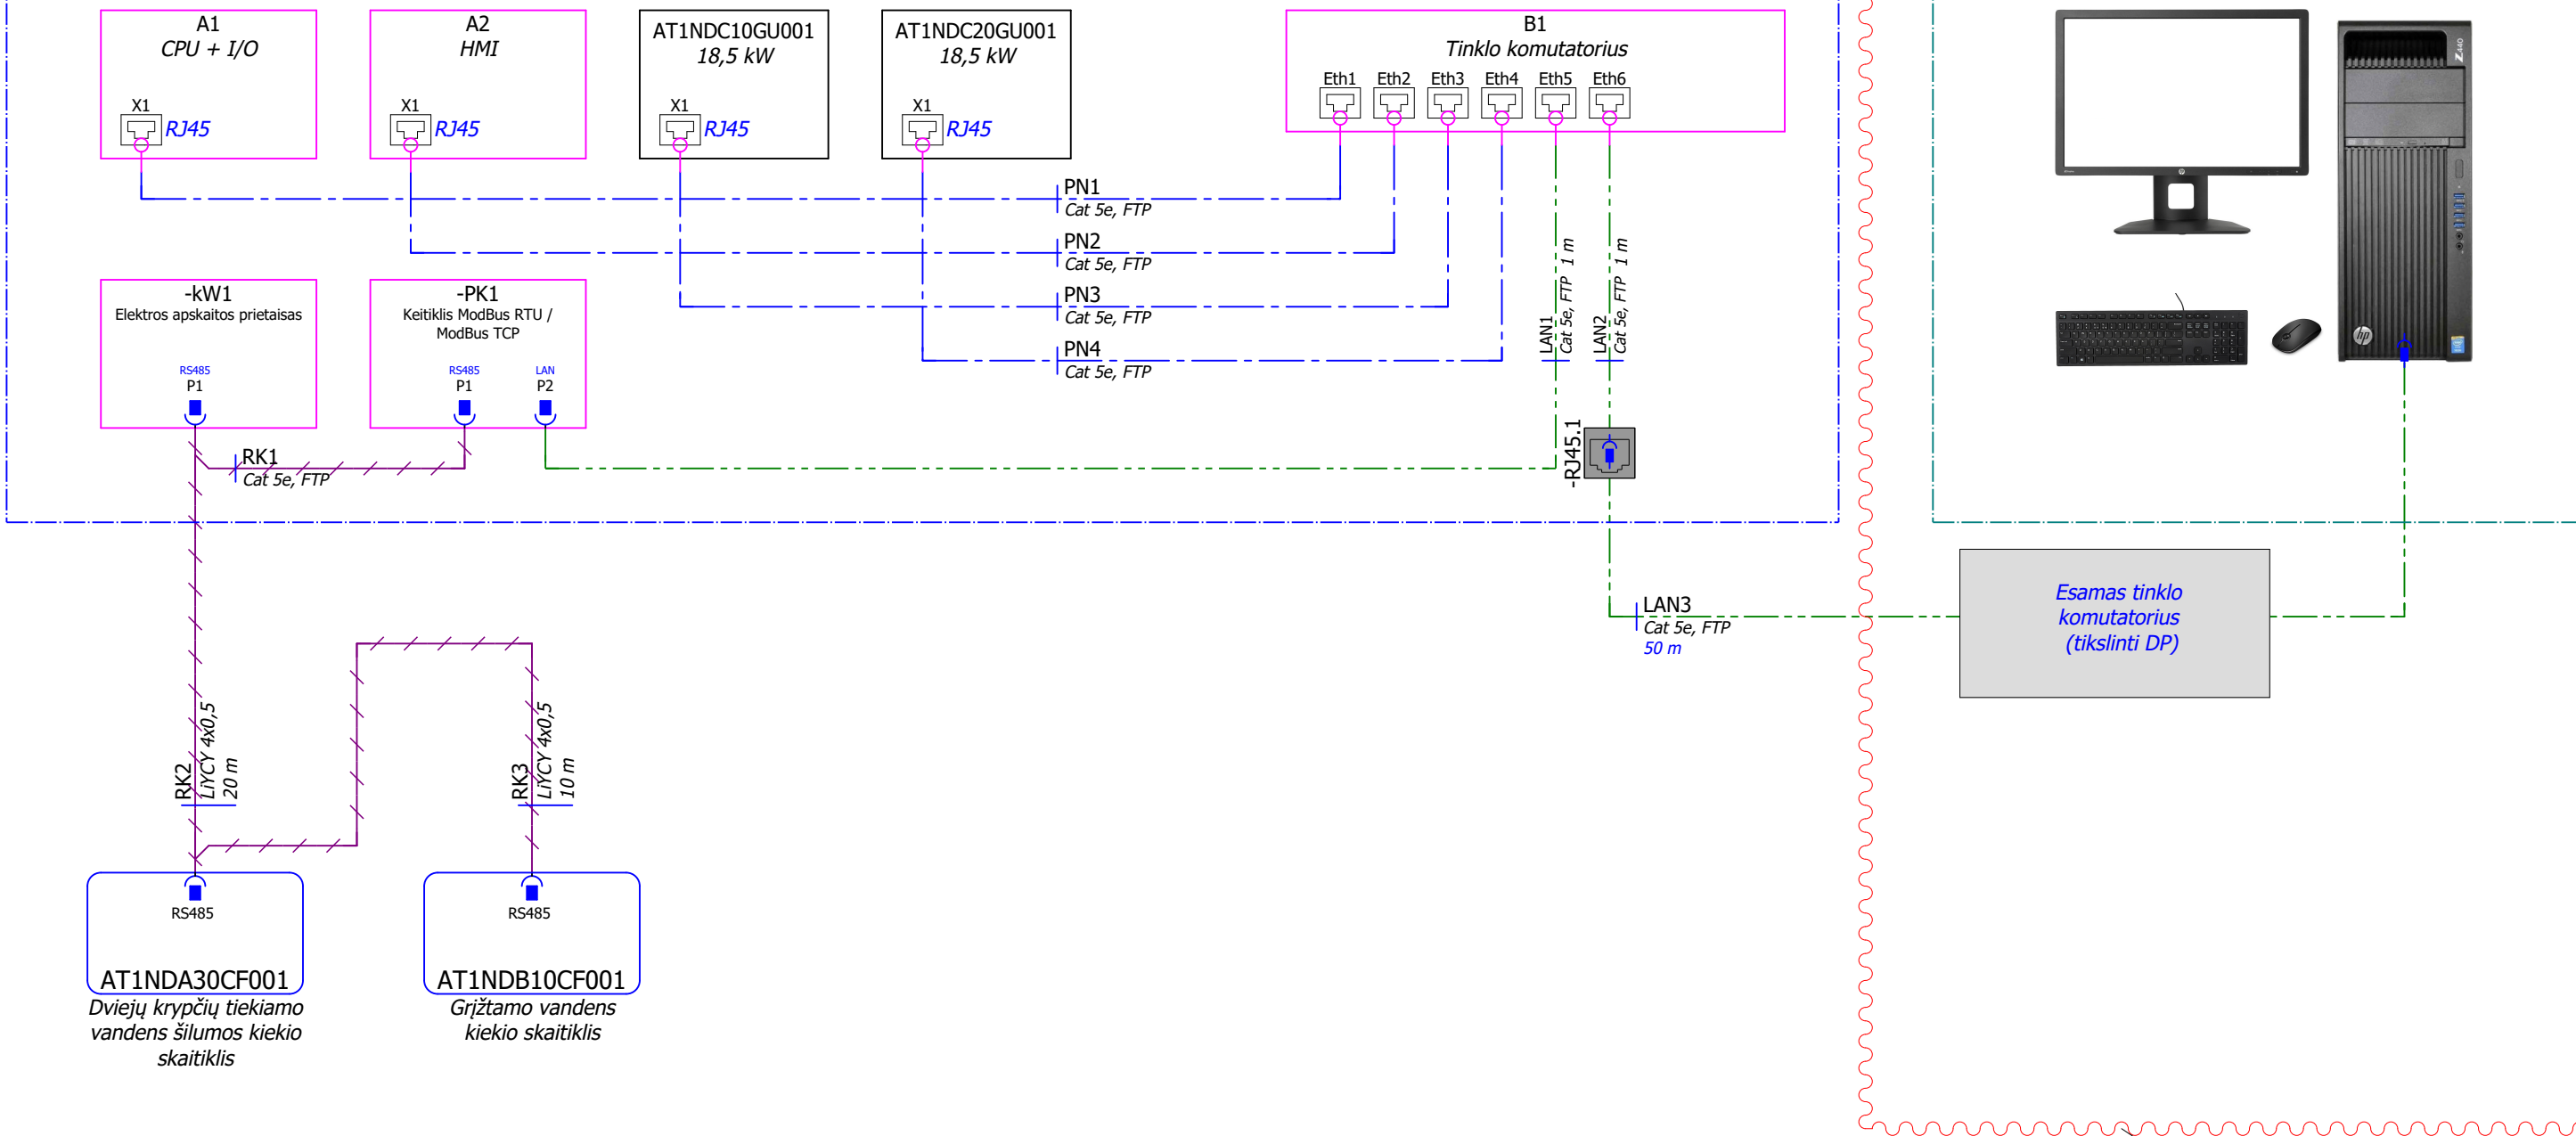 A1
CPU + I/O
X1
RJ45
A2
HMI
X1
RJ45
AT1NDC10GU001
18,5 kW
X1
RJ45
AT1NDC20GU001
18,5 kW
X1
RJ45
B1
Tinklo komutatorius
Eth1 Eth2 Eth3 Eth4 Eth5 Eth6
PN1
Cat 5e, FTP
PN2
Cat 5e, FTP
PN3
Cat 5e, FTP
PN4
Cat 5e, FTP
LAN1
Cat 5e, FTP 1 m
LAN2
Cat 5e, FTP 1 m
-kW1
Elektros apskaitos prietaisas
RS485
P1
-PK1
Keitiklis ModBus RTU /
ModBus TCP
RS485
P1
LAN
P2
RK1
Cat 5e, FTP
-RJ45.1
Z440
hp
LAN3
Cat 5e, FTP
50 m
Esamas tinklo
komutatorius
(tikslinti DP)
RK2
LiYCY 4x0,5
20 m
RK3
LiYCY 4x0,5
10 m
RS485
AT1NDA30CF001
Dviejų krypčių tiekiamo
vandens šilumos kiekio
skaitiklis
RS485
AT1NDB10CF001
Grįžtamo vandens
kiekio skaitiklis